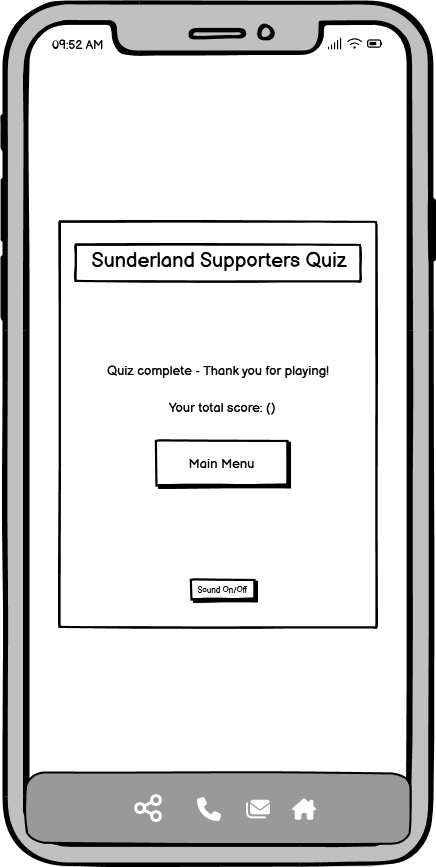 09:52 AM
Sunderland Supporters Quiz
Quiz complete - Thank you for playing!
Your total score: ()
Main Menu
Sound On/Off